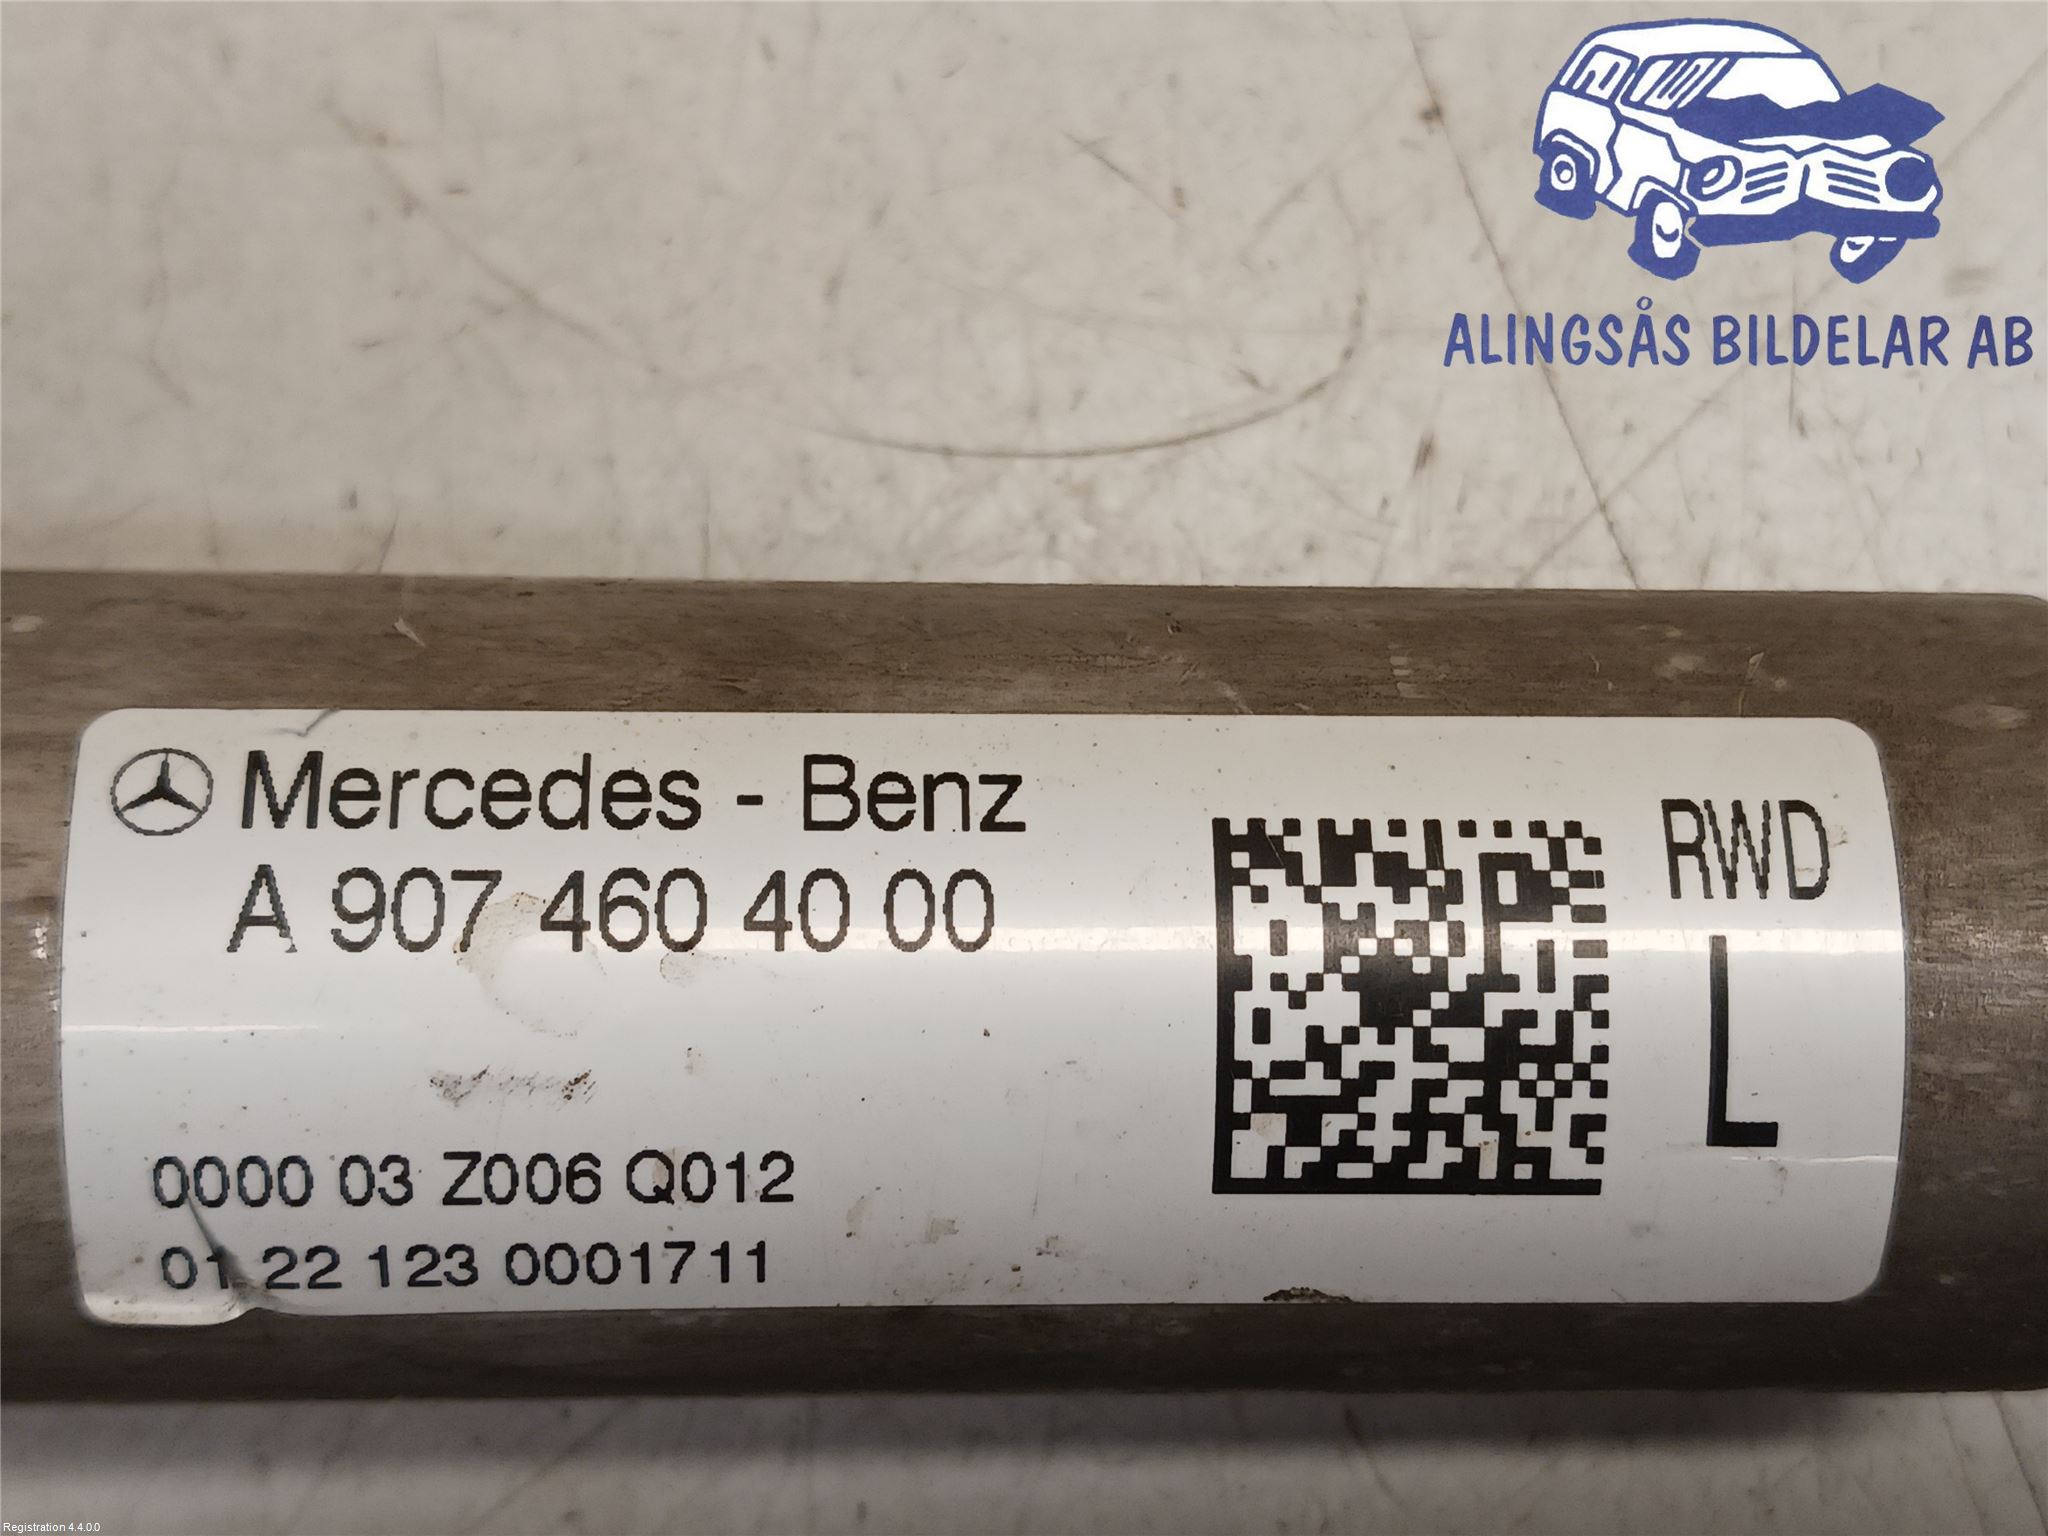 ALINGSÅS BILDELAR AB
Mercedes - Benz
A 907 460 40 00
RWD
L
0000 03 Z006 Q012
01 22 123 0001711
Registration 4.4.0.0